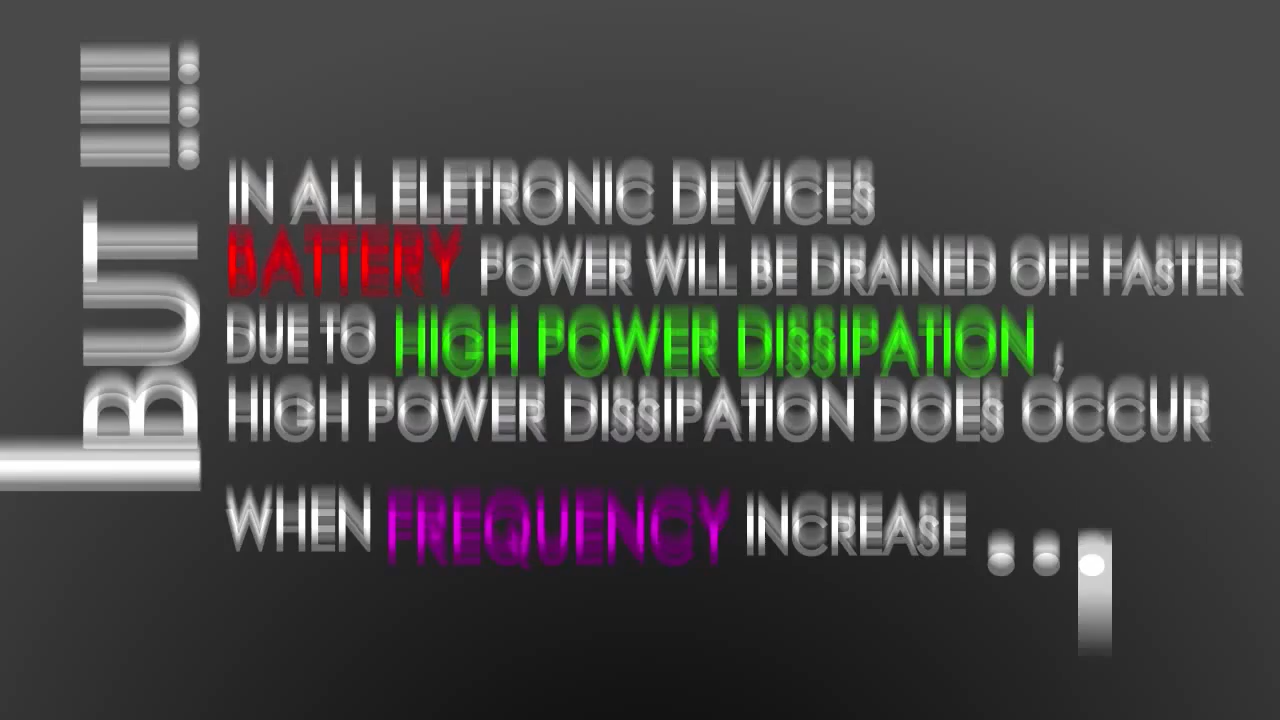 BUT !!!
IN ALL ELETRONIC DEVICES
BATTERY POWER WILL BE DRAINED OFF FASTER
DUE TO HIGH POWER DISSIPATION ,
HIGH POWER DISSIPATION DOES OCCUR
WHEN FREQUENCY INCREASE ...